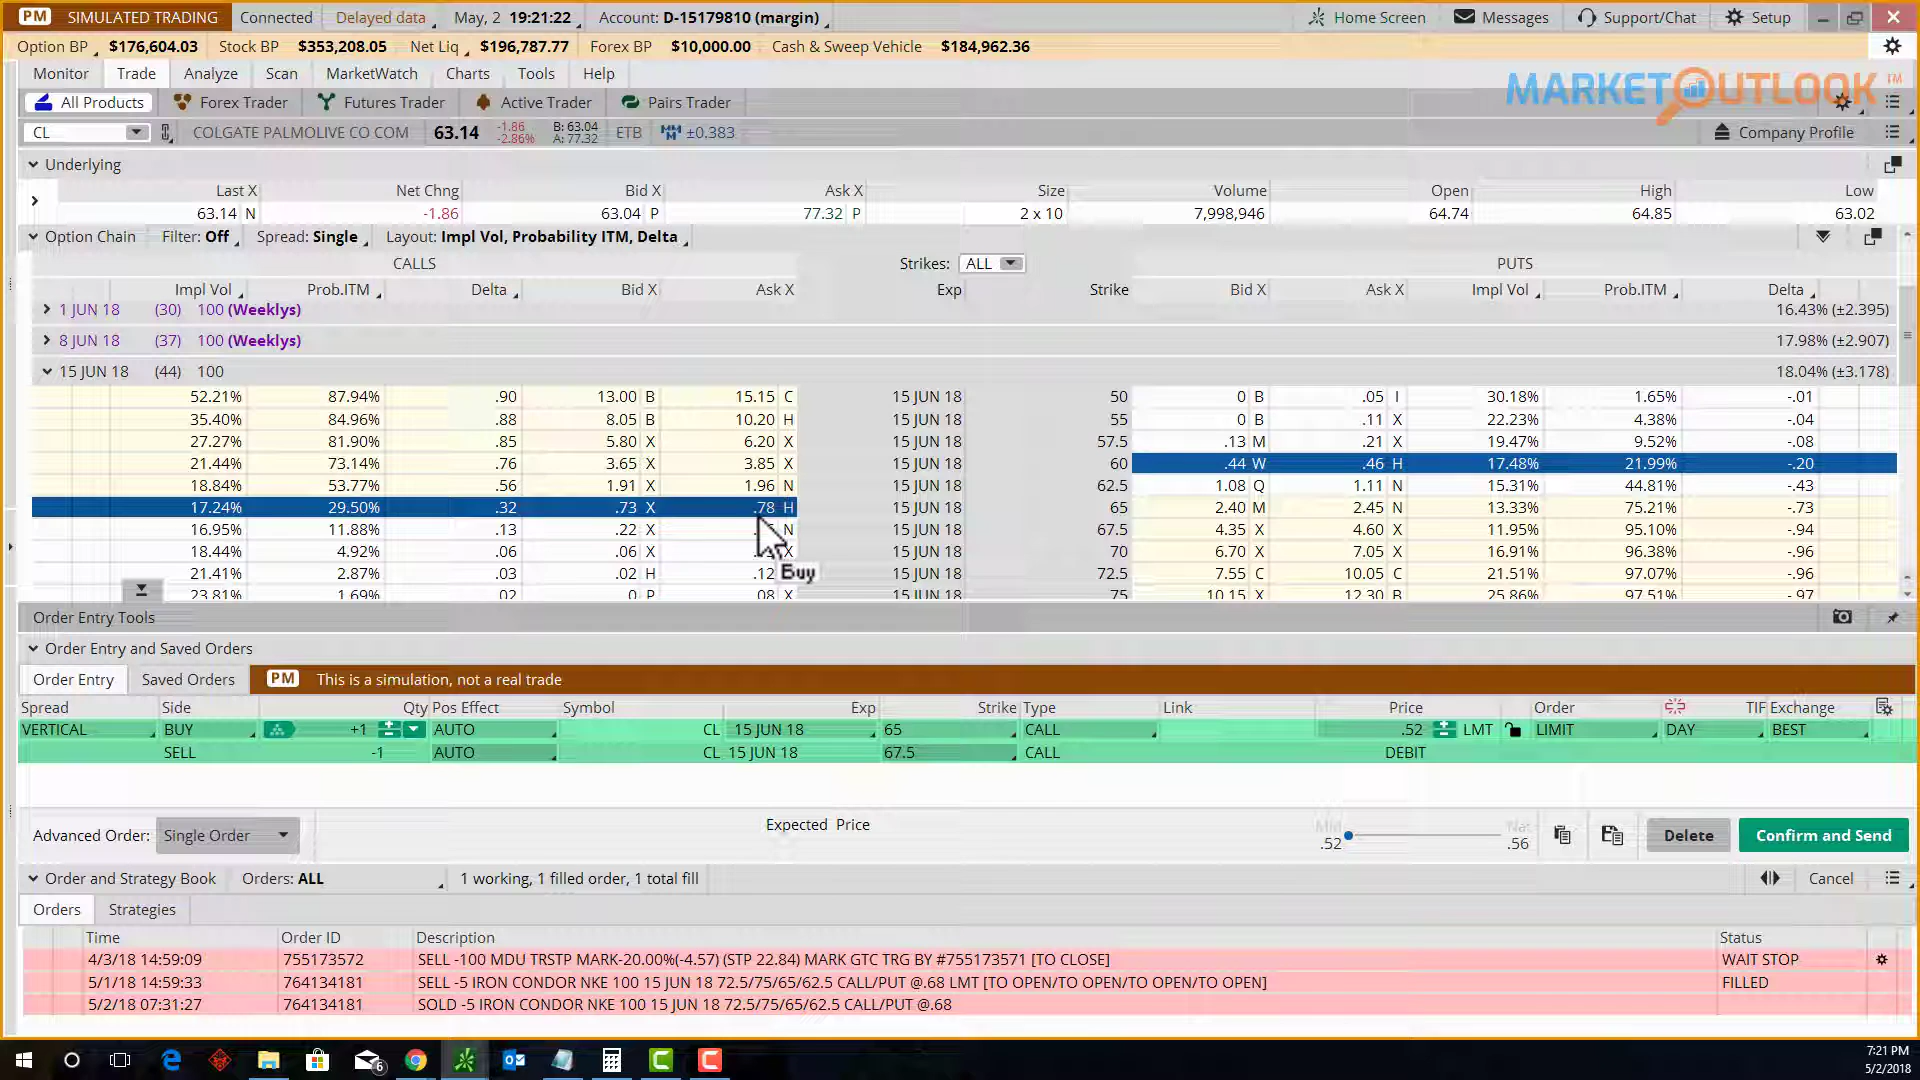 PM SIMULATED TRADING Connected Delayed data May, 2 19:21:22 Account: D-15179810 (margin) Home Screen Messages Support/Chat Setup
Option BP $176,604.03 Stock BP $353,208.05 Net Liq $196,787.77 Forex BP $10,000.00 Cash & Sweep Vehicle $184,962.36
Monitor Trade Analyze Scan MarketWatch Charts Tools Help
MARKETOUTLOOK TM
All Products Forex Trader Futures Trader Active Trader Pairs Trader
CL COLGATE PALMOLIVE CO COM 63.14 -1.86 -2.86% B: 63.04 A: 77.32 ETB MM ±0.383 Company Profile
Underlying
Last X Net Chng Bid X Ask X Size Volume Open High Low
63.14 N -1.86 63.04 P 77.32 P 2 x 10 7,998,946 64.74 64.85 63.02
Option Chain Filter: Off Spread: Single Layout: Impl Vol, Probability ITM, Delta
CALLS Strikes: ALL PUTS
Impl Vol Prob.ITM Delta Bid X Ask X Exp Strike Bid X Ask X Impl Vol Prob.ITM Delta
1 JUN 18 (30) 100 (Weeklys) 16.43% (±2.395)
8 JUN 18 (37) 100 (Weeklys) 17.98% (±2.907)
15 JUN 18 (44) 100 18.04% (±3.178)
52.21% 87.94% .90 13.00 B 15.15 C 15 JUN 18 50 0 B .05 I 30.18% 1.65% -.01
35.40% 84.96% .88 8.05 B 10.20 H 15 JUN 18 55 0 B .11 X 22.23% 4.38% -.04
27.27% 81.90% .85 5.80 X 6.20 X 15 JUN 18 57.5 .13 M .21 X 19.47% 9.52% -.08
21.44% 73.14% .76 3.65 X 3.85 X 15 JUN 18 60 .44 W .46 H 17.48% 21.99% -.20
18.84% 53.77% .56 1.91 X 1.96 N 15 JUN 18 62.5 1.08 Q 1.11 N 15.31% 44.81% -.43
17.24% 29.50% .32 .73 X .78 H 15 JUN 18 65 2.40 M 2.45 N 13.33% 75.21% -.73
16.95% 11.88% .13 .22 X N 15 JUN 18 67.5 4.35 X 4.60 X 11.95% 95.10% -.94
18.44% 4.92% .06 .06 X X 15 JUN 18 70 6.70 X 7.05 X 16.91% 96.38% -.96
21.41% 2.87% .03 .02 H .12 Buy 15 JUN 18 72.5 7.55 C 10.05 C 21.51% 97.07% -.96
23.81% 1.69% .02 0 P .08 X 15 JUN 18 75 10.15 X 12.30 B 25.86% 97.51% -.97
Order Entry Tools
Order Entry and Saved Orders
Order Entry Saved Orders PM This is a simulation, not a real trade
Spread Side Qty Pos Effect Symbol Exp Strike Type Link Price Order TIF Exchange
VERTICAL BUY +1 AUTO CL 15 JUN 18 65 CALL .52 LMT LIMIT DAY BEST
SELL -1 AUTO CL 15 JUN 18 67.5 CALL DEBIT
Advanced Order: Single Order Expected Price Mid .52 Nat .56 Delete Confirm and Send
Order and Strategy Book Orders: ALL 1 working, 1 filled order, 1 total fill Cancel
Orders Strategies
Time Order ID Description Status
4/3/18 14:59:09 755173572 SELL -100 MDU TRSTP MARK-20.00%(-4.57) (STP 22.84) MARK GTC TRG BY #755173571 [TO CLOSE] WAIT STOP
5/1/18 14:59:33 764134181 SELL -5 IRON CONDOR NKE 100 15 JUN 18 72.5/75/65/62.5 CALL/PUT @.68 LMT [TO OPEN/TO OPEN/TO OPEN/TO OPEN] FILLED
5/2/18 07:31:27 764134181 SOLD -5 IRON CONDOR NKE 100 15 JUN 18 72.5/75/65/62.5 CALL/PUT @.68
6
7:21 PM
5/2/2018